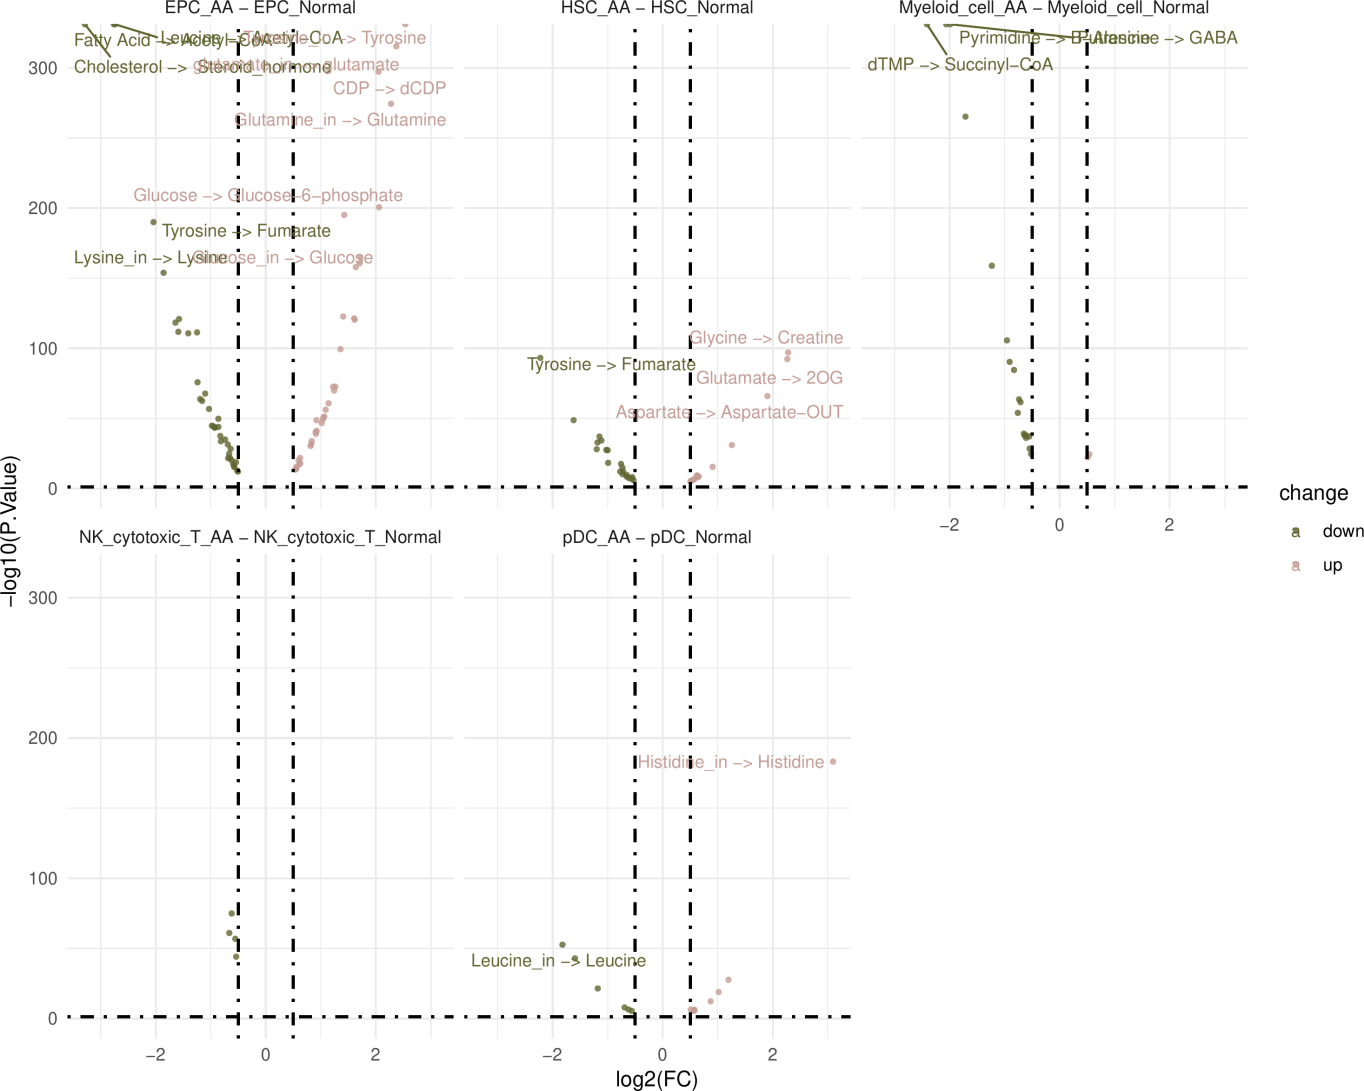 EPC_AA − EPC_Normal
HSC_AA − HSC_Normal
Myeloid_cell_AA − Myeloid_cell_Normal
Fatty Acid −> Acetyl−CoA
Leucine −> Acetyl−CoA
−> Tyrosine
Cholesterol −> Steroid_hormone
glutamate_in −> glutamate
CDP −> dCDP
Glutamine_in −> Glutamine
Glucose −> Glucose−6−phosphate
Tyrosine −> Fumarate
Lysine_in −> Lysine
Glucose_in −> Glucose
Tyrosine −> Fumarate
Glycine −> Creatine
Glutamate −> 2OG
Aspartate −> Aspartate−OUT
Pyrimidine −> B−Alanine
−> GABA
dTMP −> Succinyl−CoA
300
200
100
0
−2
0
2
NK_cytotoxic_T_AA − NK_cytotoxic_T_Normal
pDC_AA − pDC_Normal
Histidine_in −> Histidine
Leucine_in −> Leucine
300
200
100
0
−2
0
2
−2
0
2
log2(FC)
−log10(P.Value)
change
a down
a up